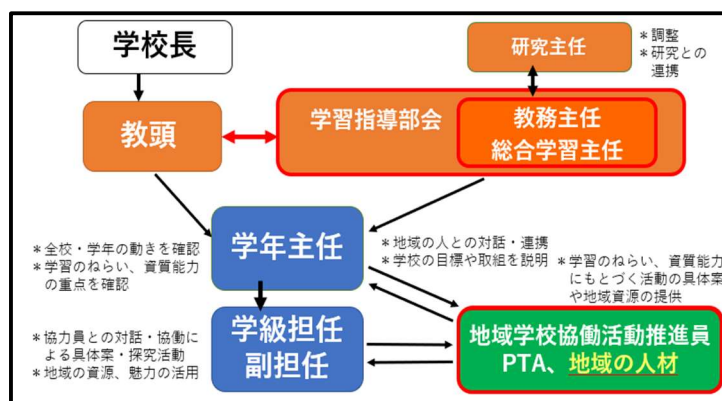 学校長
研究主任
＊調整
＊研究との
連携
教頭
学習指導部会
教務主任
総合学習主任
＊全校・学年の動きを確認
＊学習のねらい、資質能力
の重点を確認
学年主任
＊地域の人との対話・連携
＊学校の目標や取組を説明
＊学習のねらい、資質能力
にもとづく活動の具体案
や地域資源の提供
＊協力員との対話・協働に
よる具体案・探究活動
＊地域の資源、魅力の活用
学級担任
副担任
地域学校協働活動推進員
PTA、地域の人材